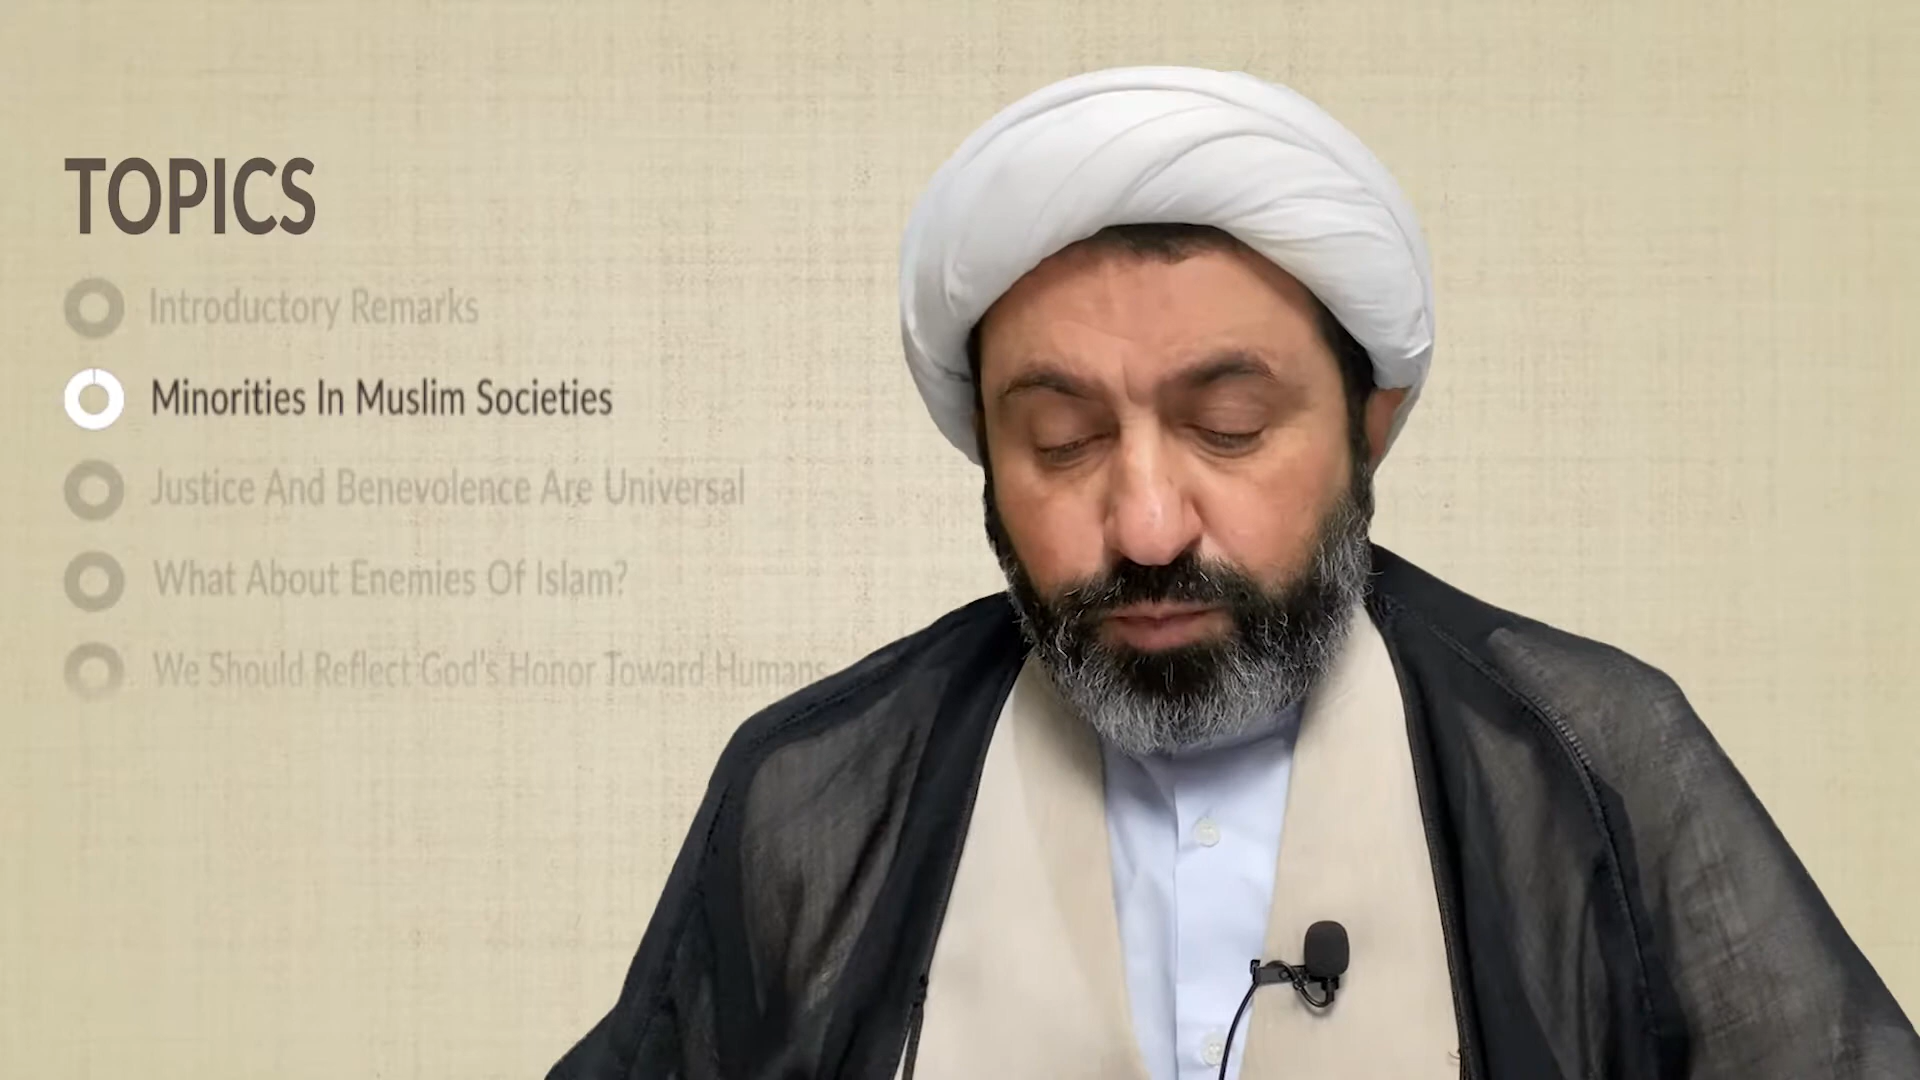 TOPICS
Introductory Remarks
Minorities In Muslim Societies
Justice And Benevolence Are Universal
What About Enemies Of Islam?
We Should Reflect God's Honor Toward Humans